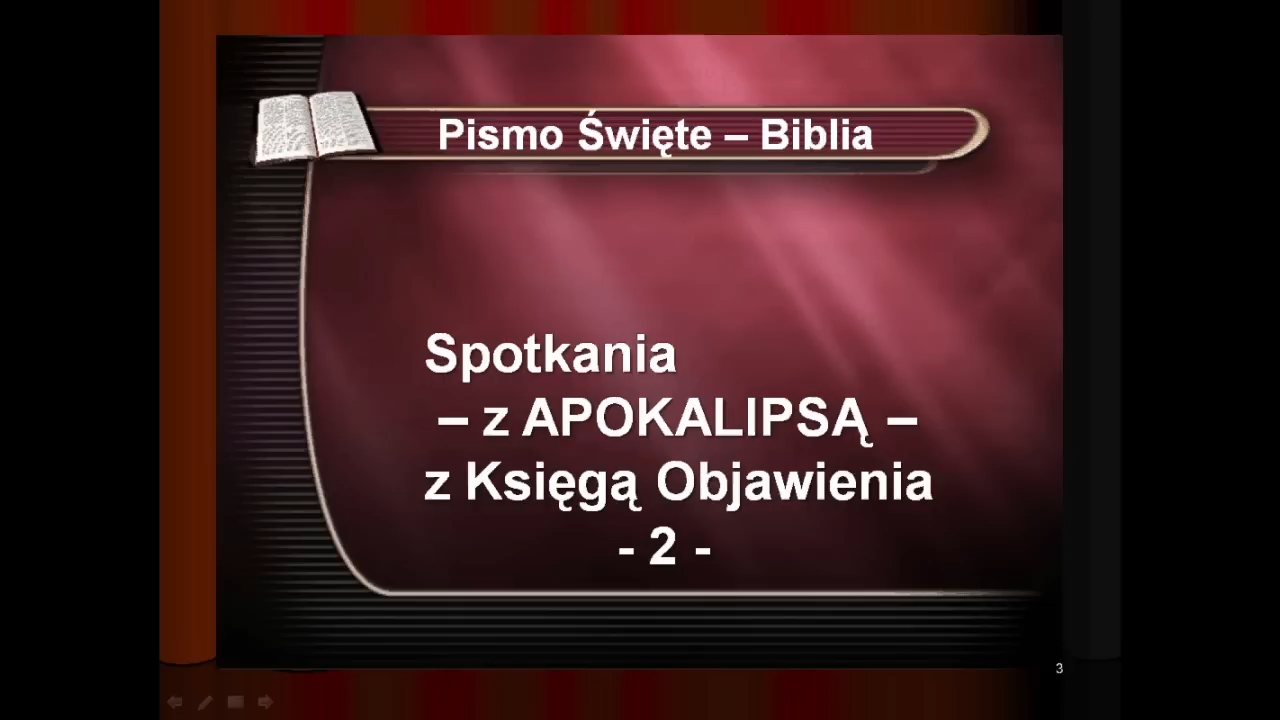 Pismo Święte – Biblia
Spotkania
– z APOKALIPSĄ –
z Księgą Objawienia
- 2 -
3